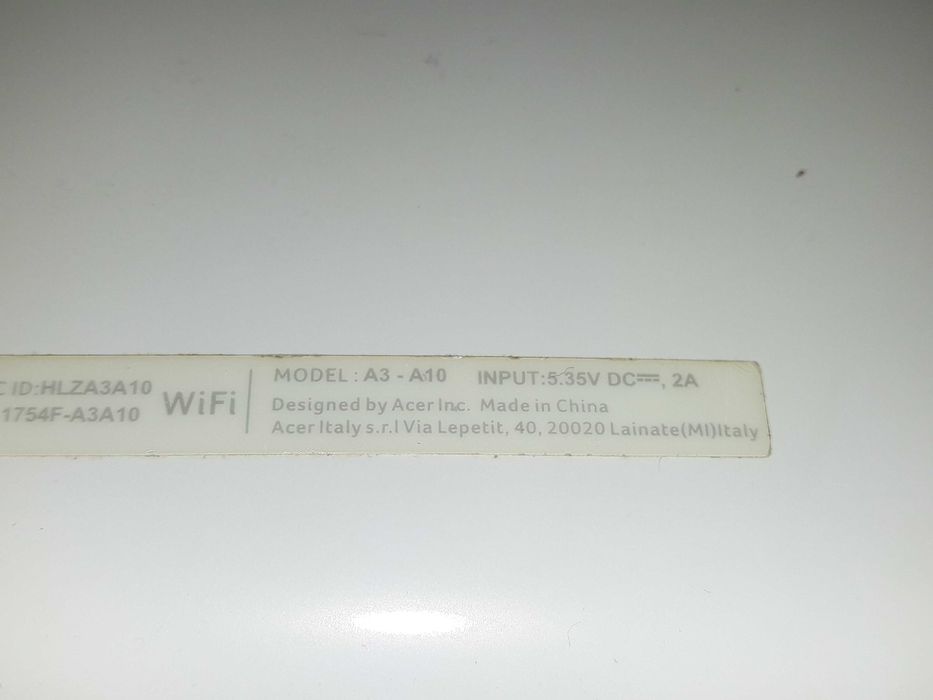 C ID:HLZA3A10
1754F-A3A10
WiFi
MODEL : A3 - A10 INPUT:5.35V DC⎓, 2A
Designed by Acer Inc. Made in China
Acer Italy s.r.l Via Lepetit, 40, 20020 Lainate(MI)Italy